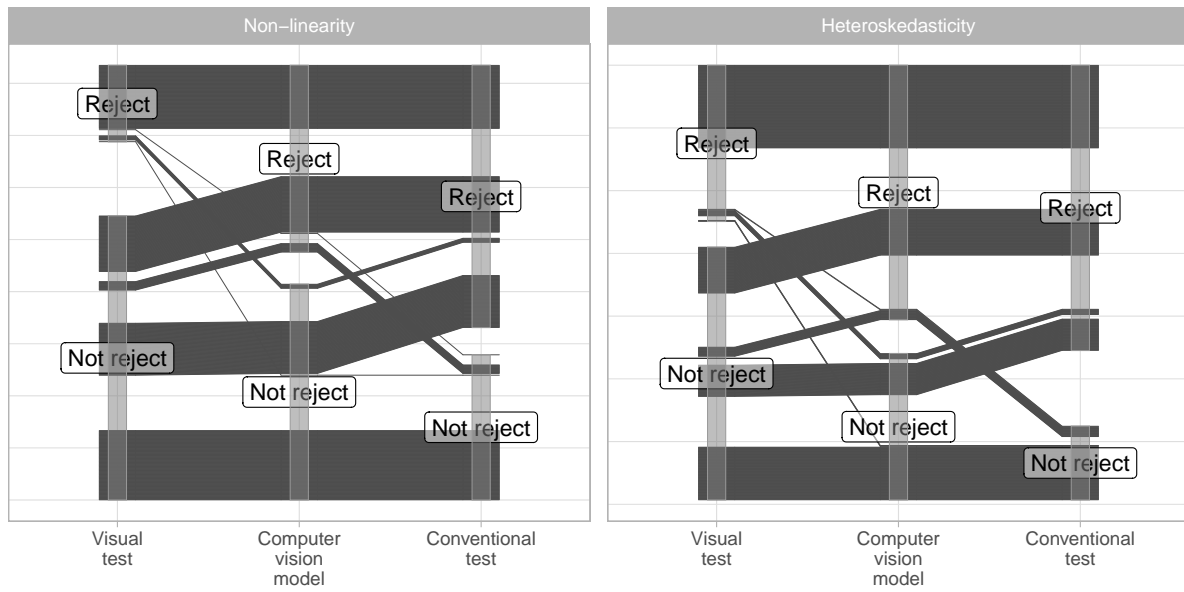 Non−linearity
Heteroskedasticity
Reject
Reject
Reject
Not reject
Not reject
Not reject
Reject
Reject
Reject
Not reject
Not reject
Not reject
Visual
test
Computer
vision
model
Conventional
test
Visual
test
Computer
vision
model
Conventional
test